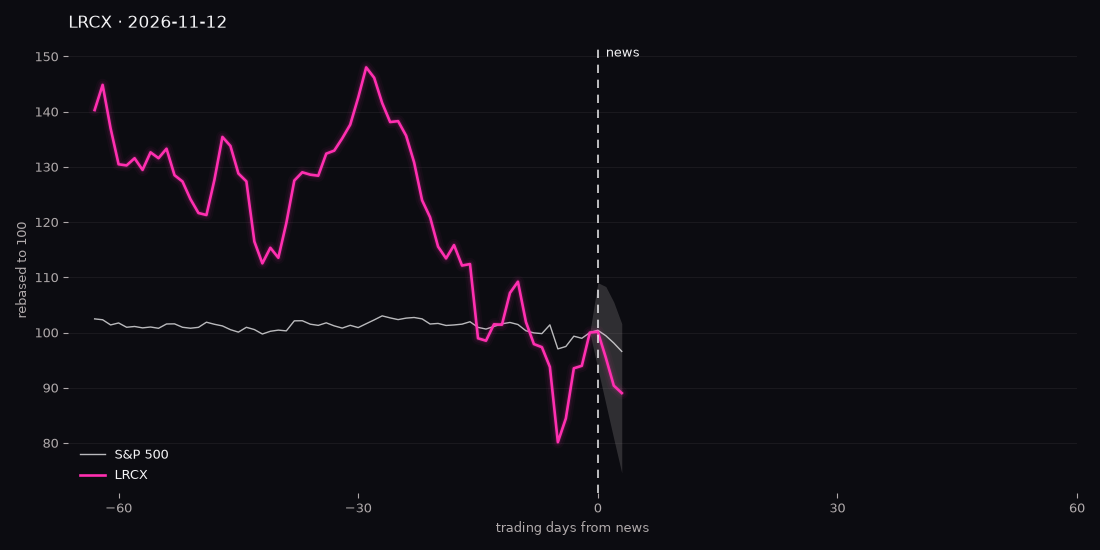 LRCX · 2026-11-12
news
rebased to 100
150
140
130
120
110
100
90
80
S&P 500
LRCX
−60
−30
0
30
60
trading days from news